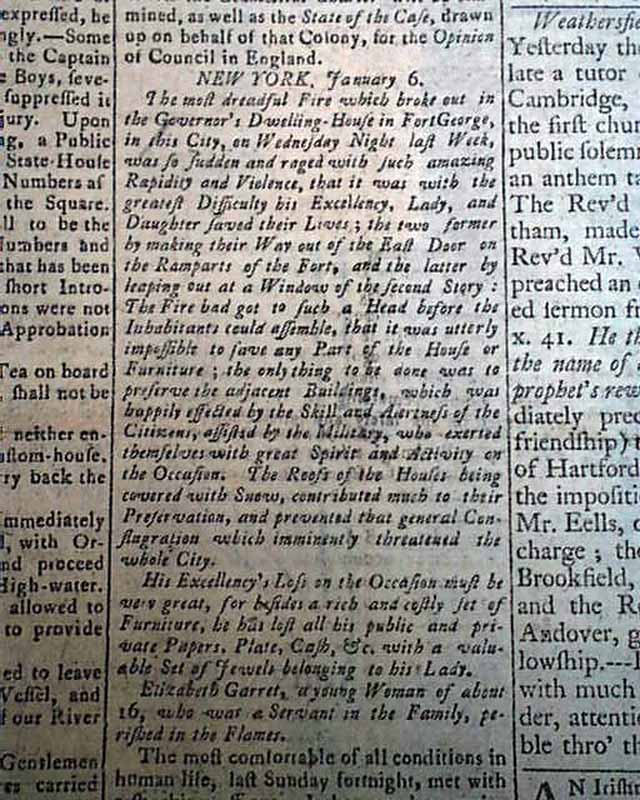 expreſſed, he
ngly.—Some
the Captain
e Boys, ſeve-
ſuppreſſed it
jury. Upon
ag, a Public
State-Houſe
Numbers aſ
the Square.
ll to be the
Numbers and
that has been
ſhort Intro-
ons were not
Approbation
Tea on board
, ſhall not be
neither en-
uſtom-houſe.
ry back the
immediately
, with Or-
nd proceed
High-water.
allowed to
to provide
ed to leave
Veſſel, and
f our River
Gentlemen
es carried
mined, as well as the State of the Caſe, drawn
up on behalf of that Colony, for the Opinion
of Council in England.
NEW YORK, January 6.
The moſt dreadful Fire which broke out in
the Governor's Dwelling-Houſe in Fort George,
in this City, on Wedneſday Night laſt Week,
was ſo ſudden and raged with ſuch amazing
Rapidity and Violence, that it was with the
greateſt Difficulty his Excellency, Lady, and
Daughter ſaved their Lives; the two former
by making their Way out of the Eaſt Door on
the Ramparts of the Fort, and the latter by
leaping out at a Window of the ſecond Story:
The Fire had got to ſuch a Head before the
Inhabitants could aſſemble, that it was utterly
impoſſible to ſave any Part of the Houſe or
Furniture; the only thing to be done was to
preſerve the adjacent Buildings, which was
happily effected by the Skill and Alertneſs of the
Citizens, aſſiſted by the Military, who exerted
themſelves with great Spirit and Activity on
the Occaſion. The Roofs of the Houſes being
covered with Snow, contributed much to their
Preſervation, and prevented that general Con-
flagration which imminently threatened the
whole City.
His Excellency's Loſs on the Occaſion muſt be
very great, for beſides a rich and coſtly ſet of
Furniture, he has loſt all his public and pri-
vate Papers, Plate, Caſh, &c. with a valu-
able Set of Jewels belonging to his Lady.
Elizabeth Garret, a young Woman of about
16, who was a Servant in the Family, pe-
riſhed in the Flames.
The moſt comfortable of all conditions in
human life, laſt Sunday fortnight, met with
Weathersfie
Yeſterday th
late a tutor
Cambridge,
the firſt chur
public ſolemn
an anthem ta
The Rev'd
tham, made
Rev'd Mr. 
preached an
ed ſermon fr
x. 41. He th
the name of a
prophet's rew
diately prec
friendſhip) t
of Hartford
the impoſiti
Mr. Eells, c
charge; the
Brookfield,
and the R
Andover, g
lowſhip.---I
with much
der, attentio
ble thro' th
AN Iriſh